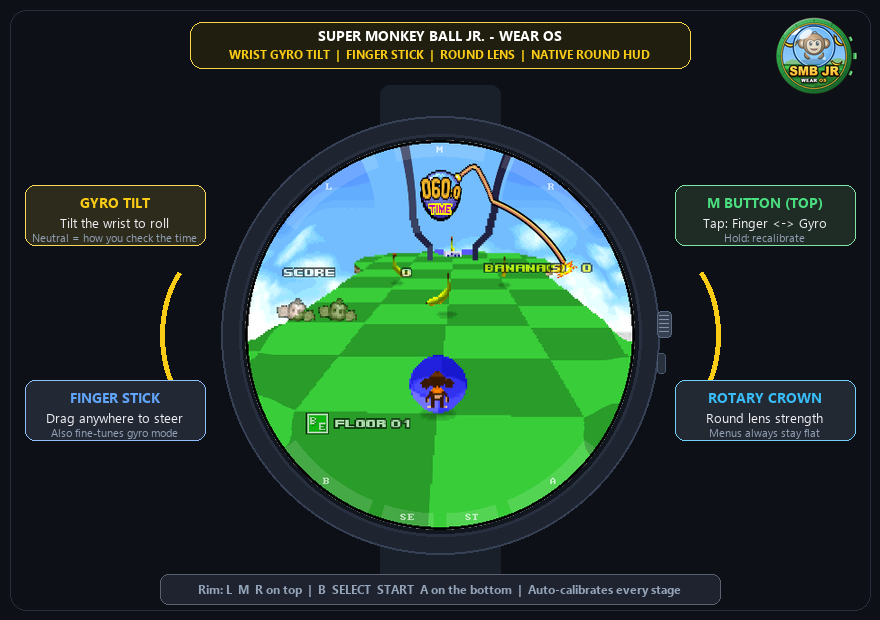 SUPER MONKEY BALL JR. - WEAR OS
WRIST GYRO TILT | FINGER STICK | ROUND LENS | NATIVE ROUND HUD
SMB JR
WEAR OS
GYRO TILT
Tilt the wrist to roll
Neutral = how you check the time
M BUTTON (TOP)
Tap: Finger <-> Gyro
Hold: recalibrate
M
L
R
060.0
TIME
SCORE 0
BANANA(S) 0
FLOOR 01
B
E
B
A
SE
ST
FINGER STICK
Drag anywhere to steer
Also fine-tunes gyro mode
ROTARY CROWN
Round lens strength
Menus always stay flat
Rim: L M R on top | B SELECT START A on the bottom | Auto-calibrates every stage